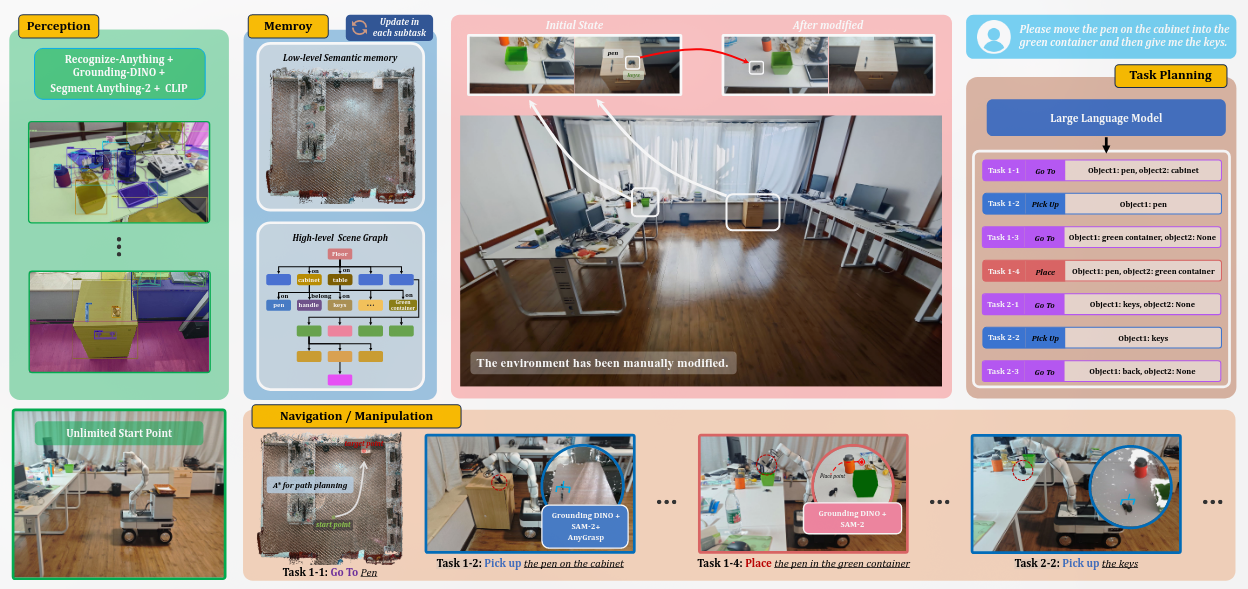 Perception
Recognize-Anything +
Grounding-DINO +
Segment Anything-2 + CLIP
Memroy
Update in
each subtask
Low-level Semantic memory
High-level Scene Graph
Floor
on
on
cabinet
table
on
belong
on
on
pen
handle
keys
...
Green
container
Initial State
After modified
pen
keys
The environment has been manually modified.
Please move the pen on the cabinet into the
green container and then give me the keys.
Task Planning
Large Language Model
Task 1-1 Go To Object1: pen, object2: cabinet
Task 1-2 Pick Up Object1: pen
Task 1-3 Go To Object1: green container, object2: None
Task 1-4 Place Object1: pen, object2: green container
Task 2-1 Go To Object1: keys, object2: None
Task 2-2 Pick Up Object1: keys
Task 2-3 Go To Object1: back, object2: None
Unlimited Start Point
Navigation / Manipulation
A* for path planning
start point
Task 1-1: Go To Pen
Grounding DINO +
SAM-2+
AnyGrasp
Task 1-2: Pick up the pen on the cabinet
...
Place point
Grounding DINO +
SAM-2
Task 1-4: Place the pen in the green container
...
Task 2-2: Pick up the keys
...